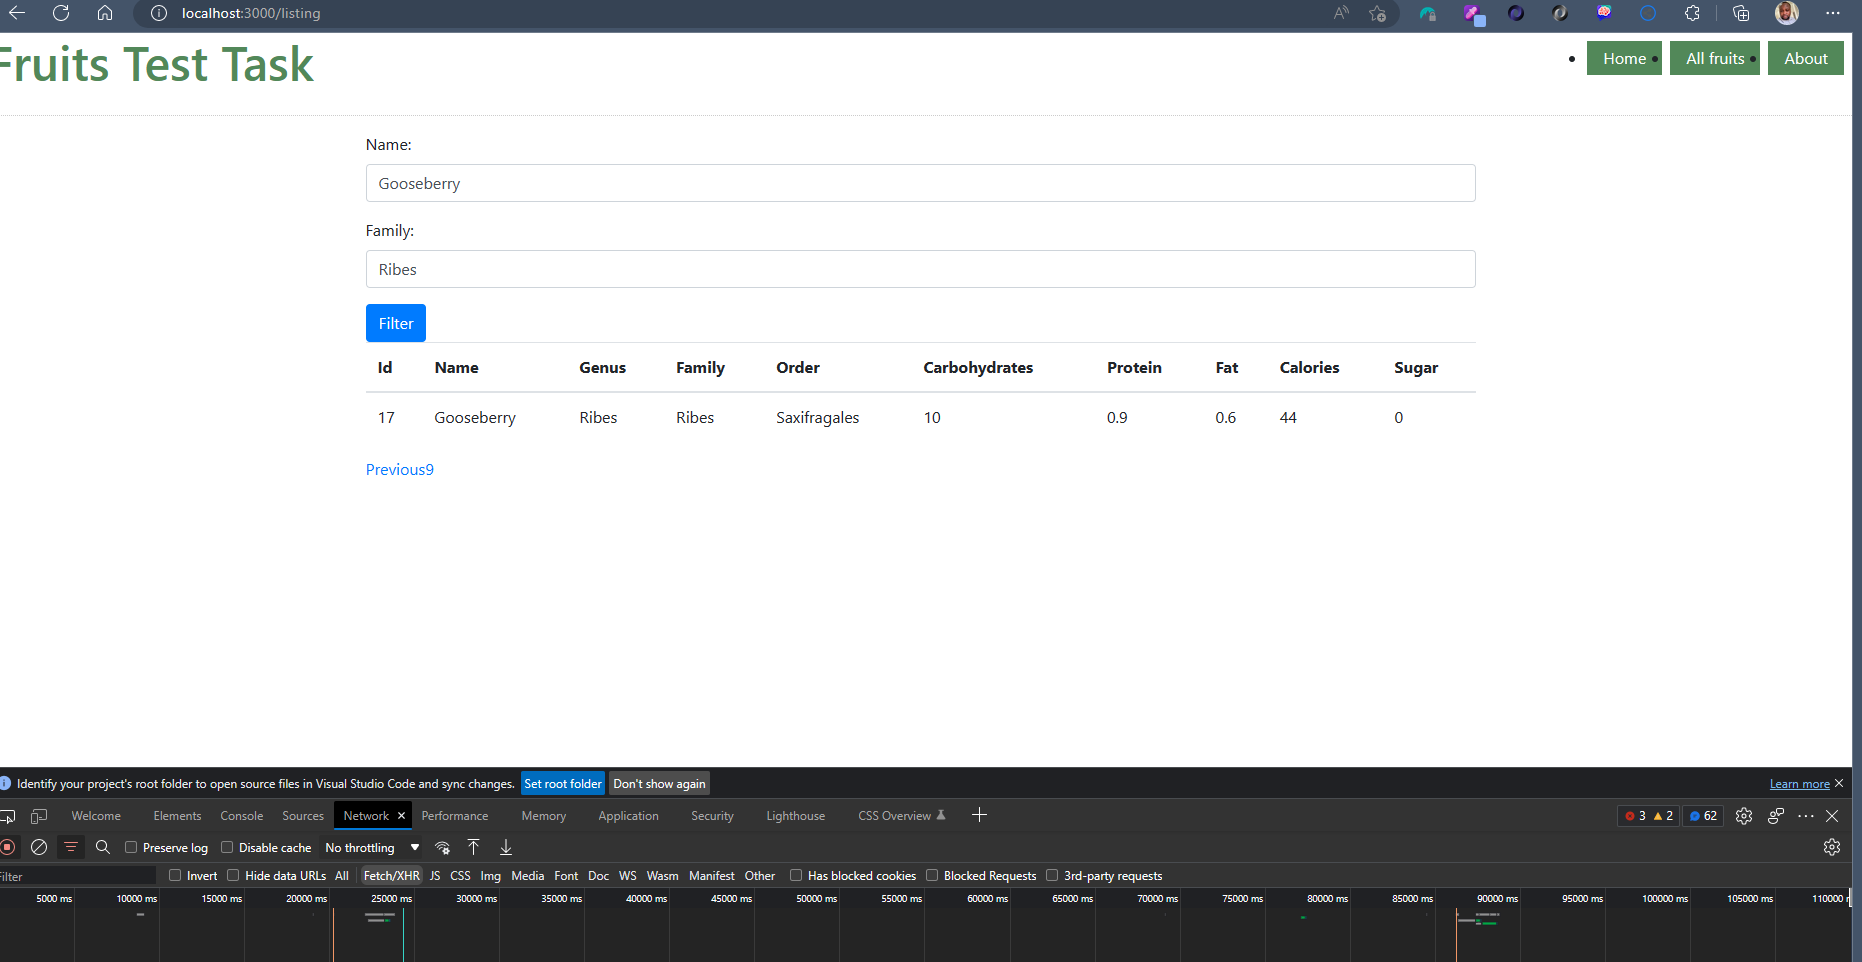 localhost:3000/listing
Fruits Test Task
Home All fruits About
Name:
Gooseberry
Family:
Ribes
Filter
Id Name Genus Family Order Carbohydrates Protein Fat Calories Sugar
17 Gooseberry Ribes Ribes Saxifragales 10 0.9 0.6 44 0
Previous9
Identify your project's root folder to open source files in Visual Studio Code and sync changes. Set root folder Don't show again Learn more
Welcome Elements Console Sources Network Performance Memory Application Security Lighthouse CSS Overview 3 2 62
Preserve log Disable cache No throttling
Filter Invert Hide data URLs All Fetch/XHR JS CSS Img Media Font Doc WS Wasm Manifest Other Has blocked cookies Blocked Requests 3rd-party requests
5000 ms 10000 ms 15000 ms 20000 ms 25000 ms 30000 ms 35000 ms 40000 ms 45000 ms 50000 ms 55000 ms 60000 ms 65000 ms 70000 ms 75000 ms 80000 ms 85000 ms 90000 ms 95000 ms 100000 ms 105000 ms 110000